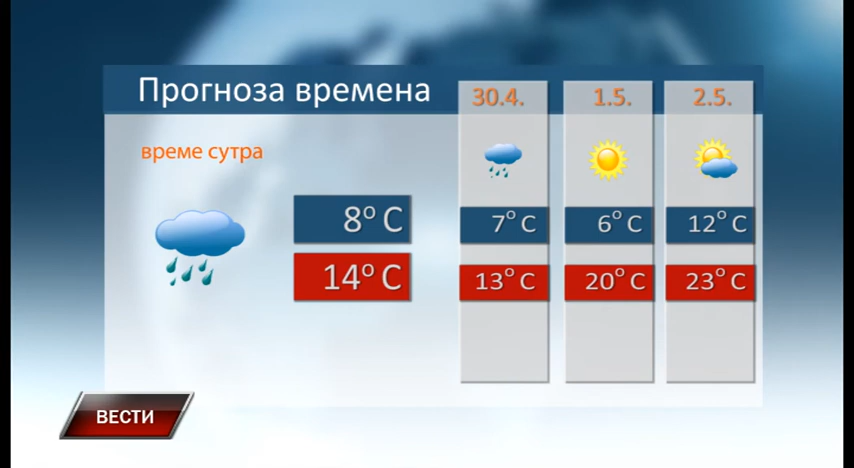 Прогноза времена
време сутра
8° C
14° C
30.4.
7° C
13° C
1.5.
6° C
20° C
2.5.
12° C
23° C
ВЕСТИ